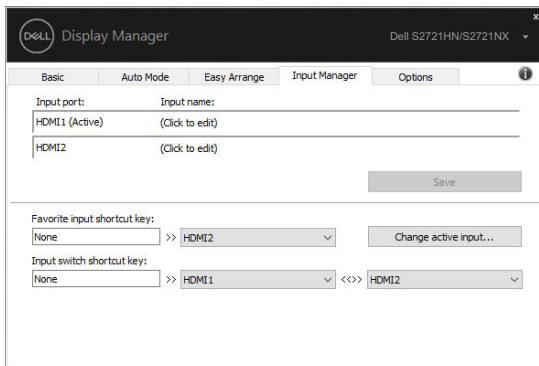 x
DELL Display Manager Dell S2721HN/S2721NX
Basic Auto Mode Easy Arrange Input Manager Options i
Input port: Input name:
HDMI1 (Active) (Click to edit)
HDMI2 (Click to edit)
Save
Favorite input shortcut key:
None >> HDMI2 Change active input...
Input switch shortcut key:
None >> HDMI1 <<>> HDMI2